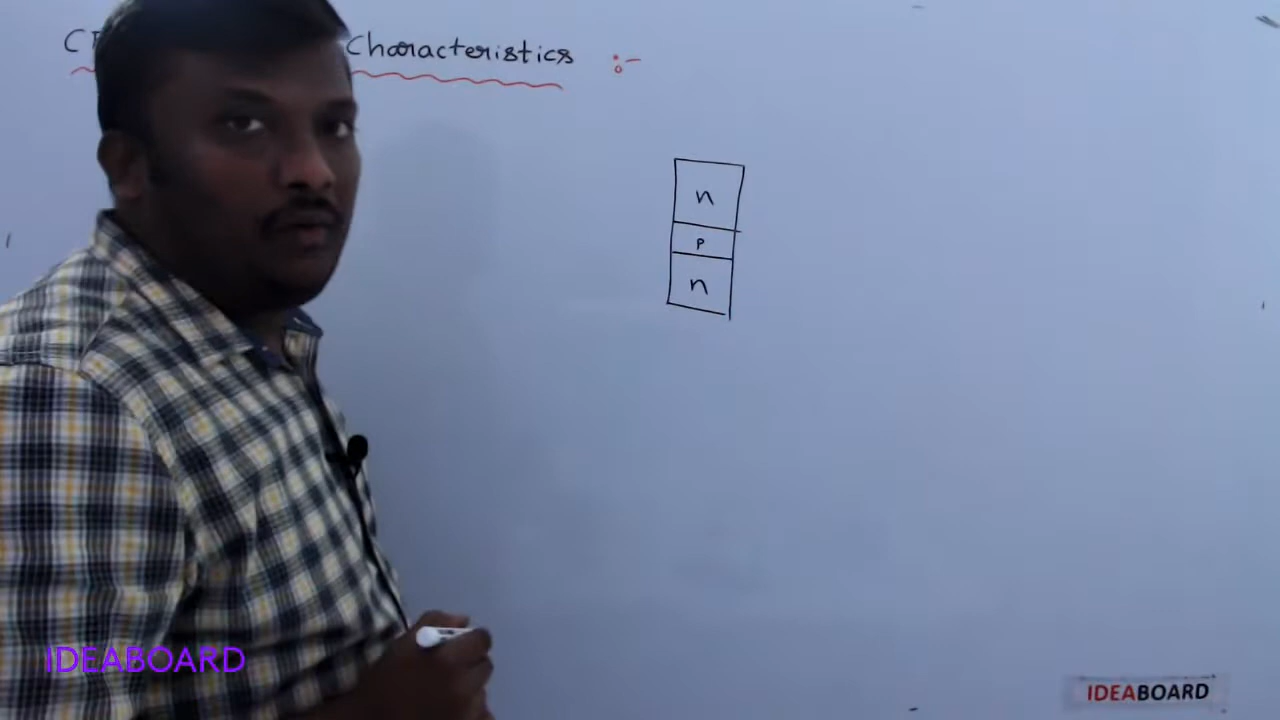 Characteristics :-
n
p
n
IDEABOARD
IDEABOARD